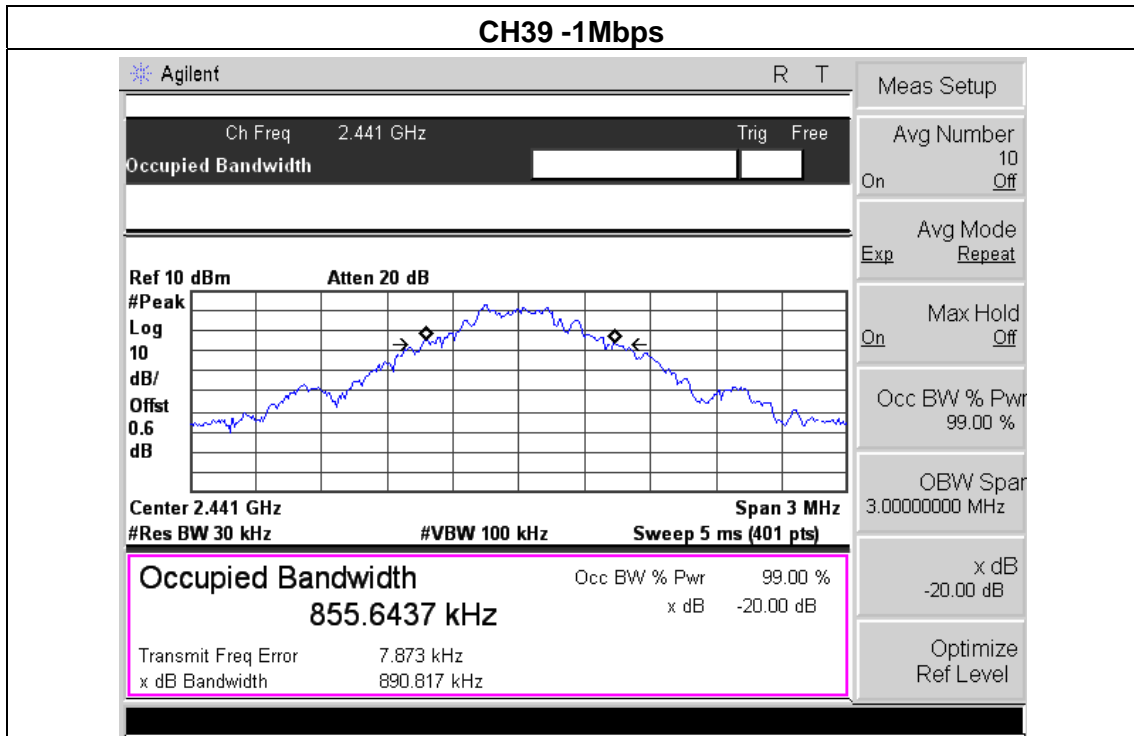 CH39 -1Mbps
Agilent R T
Ch Freq 2.441 GHz Trig Free
Occupied Bandwidth
Ref 10 dBm Atten 20 dB
#Peak
Log
10
dB/
Offst
0.6
dB
Center 2.441 GHz Span 3 MHz
#Res BW 30 kHz #VBW 100 kHz Sweep 5 ms (401 pts)
Occupied Bandwidth Occ BW % Pwr 99.00 %
855.6437 kHz x dB -20.00 dB
Transmit Freq Error 7.873 kHz
x dB Bandwidth 890.817 kHz
Meas Setup
Avg Number
10
On Off
Avg Mode
Exp Repeat
Max Hold
On Off
Occ BW % Pwr
99.00 %
OBW Spar
3.00000000 MHz
x dB
-20.00 dB
Optimize
Ref Level